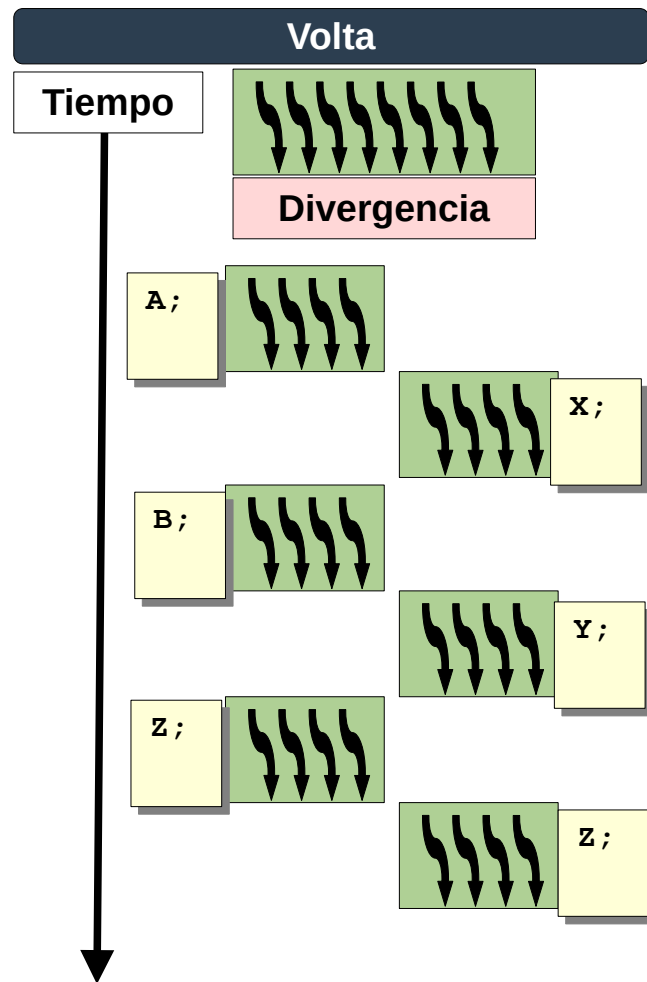 Volta
Tiempo
Divergencia
A;
X;
B;
Y;
Z;
Z;